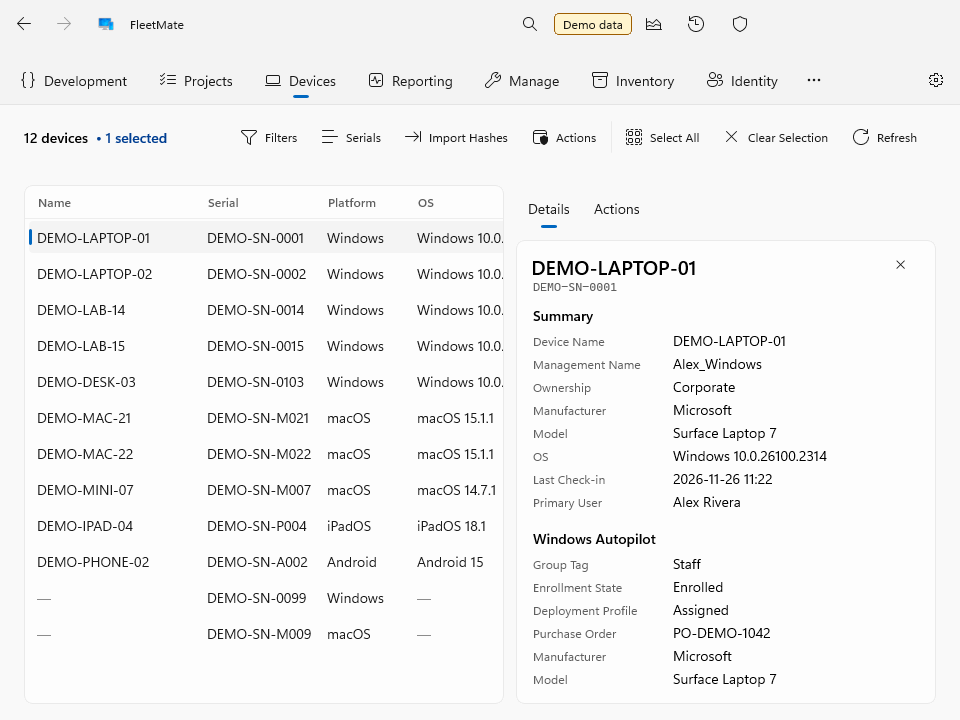 FleetMate
Demo data
Development
Projects
Devices
Reporting
Manage
Inventory
Identity
12 devices • 1 selected
Filters
Serials
Import Hashes
Actions
Select All
Clear Selection
Refresh
Name Serial Platform OS
DEMO-LAPTOP-01 DEMO-SN-0001 Windows Windows 10.0.
DEMO-LAPTOP-02 DEMO-SN-0002 Windows Windows 10.0.
DEMO-LAB-14 DEMO-SN-0014 Windows Windows 10.0.
DEMO-LAB-15 DEMO-SN-0015 Windows Windows 10.0.
DEMO-DESK-03 DEMO-SN-0103 Windows Windows 10.0.
DEMO-MAC-21 DEMO-SN-M021 macOS macOS 15.1.1
DEMO-MAC-22 DEMO-SN-M022 macOS macOS 15.1.1
DEMO-MINI-07 DEMO-SN-M007 macOS macOS 14.7.1
DEMO-IPAD-04 DEMO-SN-P004 iPadOS iPadOS 18.1
DEMO-PHONE-02 DEMO-SN-A002 Android Android 15
— DEMO-SN-0099 Windows —
— DEMO-SN-M009 macOS —
Details Actions
DEMO-LAPTOP-01
DEMO-SN-0001
Summary
Device Name DEMO-LAPTOP-01
Management Name Alex_Windows
Ownership Corporate
Manufacturer Microsoft
Model Surface Laptop 7
OS Windows 10.0.26100.2314
Last Check-in 2026-11-26 11:22
Primary User Alex Rivera
Windows Autopilot
Group Tag Staff
Enrollment State Enrolled
Deployment Profile Assigned
Purchase Order PO-DEMO-1042
Manufacturer Microsoft
Model Surface Laptop 7